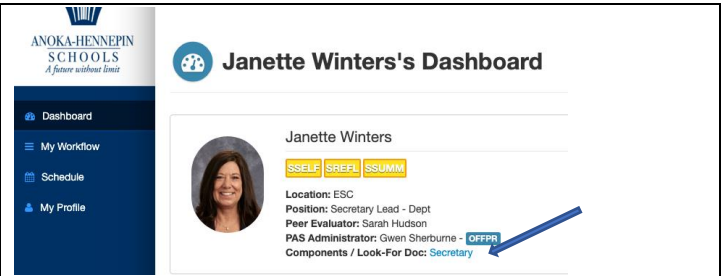 ANOKA-HENNEPIN
SCHOOLS
A future without limit
Janette Winters's Dashboard
Dashboard
My Workflow
Schedule
My Profile
Janette Winters
SSELF SREFL SSUMM
Location: ESC
Position: Secretary Lead - Dept
Peer Evaluator: Sarah Hudson
PAS Administrator: Gwen Sherburne - OFFPR
Components / Look-For Doc: Secretary